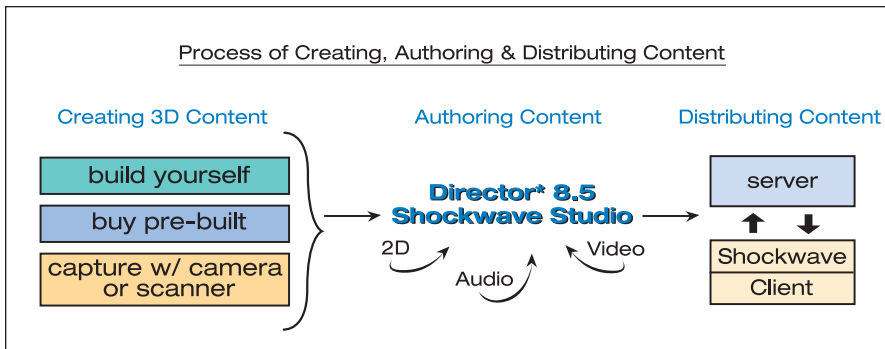 Process of Creating, Authoring & Distributing Content
Creating 3D Content
build yourself
buy pre-built
capture w/ camera
or scanner
Authoring Content
Director* 8.5
Shockwave Studio
2D
Audio
Video
Distributing Content
server
Shockwave
Client